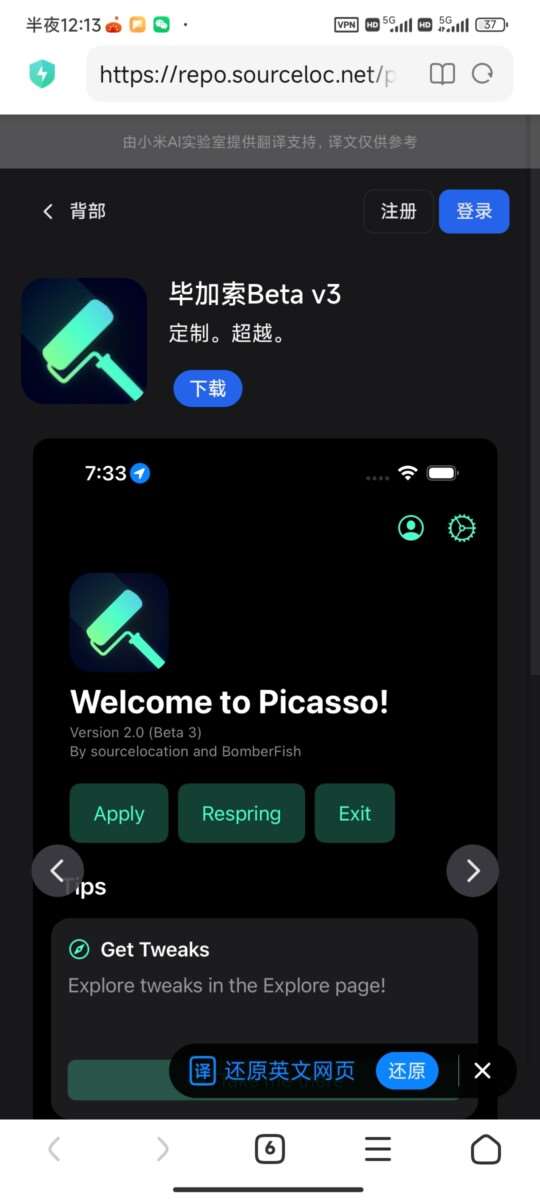 半夜12:13
VPN HD 5G HD 5G 37
https://repo.sourceloc.net/p
由小米AI实验室提供翻译支持，译文仅供参考
背部 注册 登录
毕加索Beta v3
定制。超越。
下载
7:33
Welcome to Picasso!
Version 2.0 (Beta 3)
By sourcelocation and BomberFish
Apply Respring Exit
Tips
Get Tweaks
Explore tweaks in the Explore page!
译 还原英文网页 还原
6